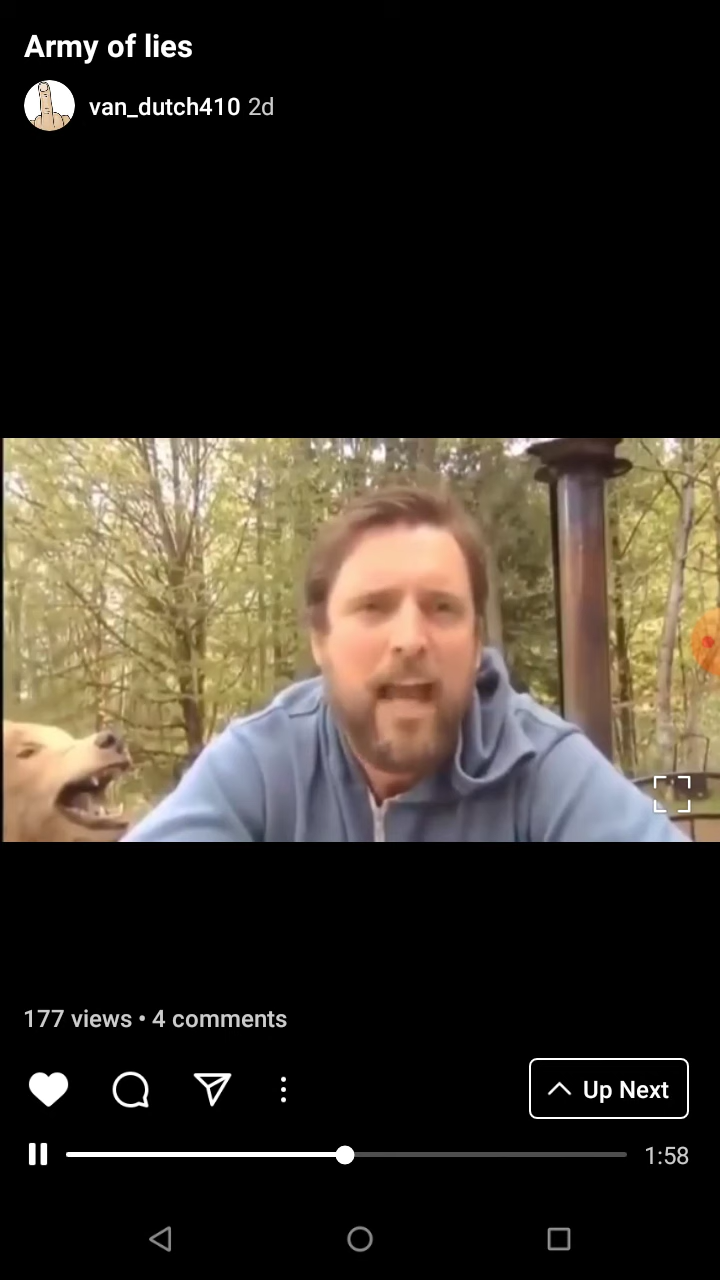 Army of lies
van_dutch410 2d
177 views • 4 comments
Up Next
1:58